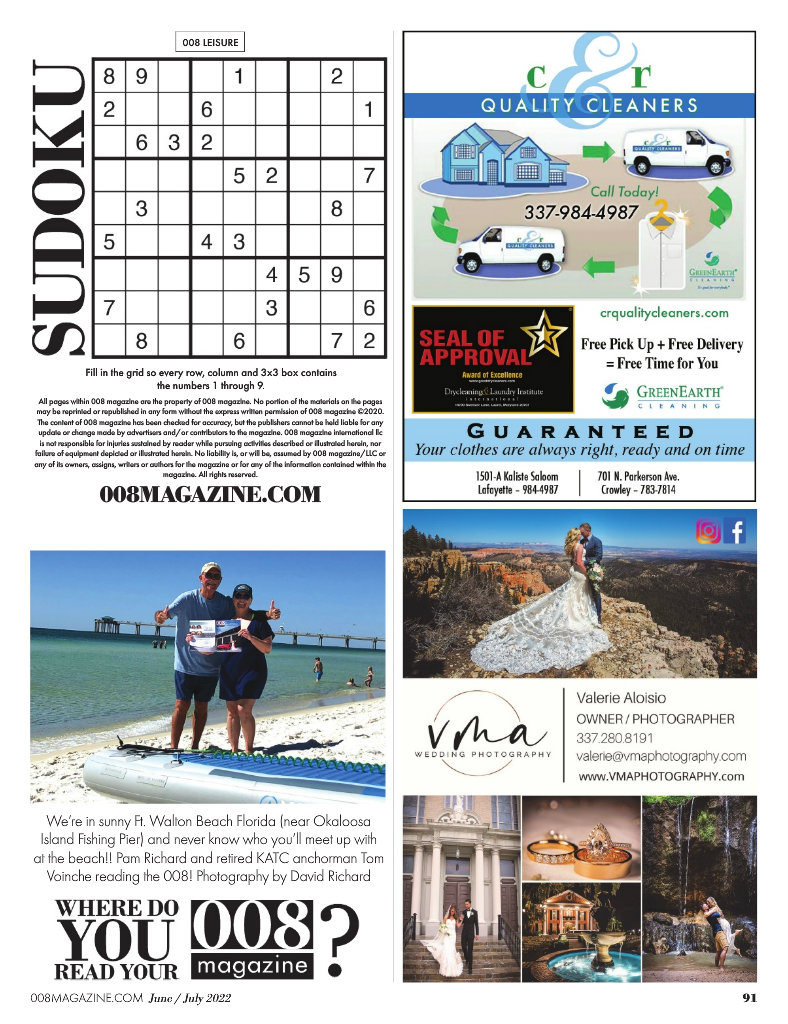 008 LEISURE
SUDOKU
8 9 1 2
2 6 1
6 3 2
5 2 7
3 8
5 4 3
4 5 9
7 3 6
8 6 7 2
Fill in the grid so every row, column and 3x3 box contains
the numbers 1 through 9.
All pages within 008 magazine are the property of 008 magazine. No portion of the materials on the pages
may be reprinted or republished in any form without the express written permission of 008 magazine ©2020.
The content of 008 magazine has been checked for accuracy, but the publishers cannot be held liable for any
update or change made by advertisers and/or contributors to the magazine. 008 magazine international llc
is not responsible for injuries sustained by reader while pursuing activities described or illustrated herein, nor
failure of equipment depicted or illustrated herein. No liability is, or will be, assumed by 008 magazine/LLC or
any of its owners, assigns, writers or authors for the magazine or for any of the information contained within the
magazine. All rights reserved.
008MAGAZINE.COM
008
We're in sunny Ft. Walton Beach Florida (near Okaloosa
Island Fishing Pier) and never know who you'll meet up with
at the beach!! Pam Richard and retired KATC anchorman Tom
Voinche reading the 008! Photography by David Richard
WHERE DO
YOU
READ YOUR
008
magazine
?
c&r
QUALITY CLEANERS
c&r
QUALITY CLEANERS
Call Today!
337-984-4987
c&r
QUALITY CLEANERS
GREENEARTH®
CLEANING
It's good for everybody™
crqualitycleaners.com
SEAL OF
APPROVAL
Award of Excellence
Drycleaning & Laundry Institute
International
Free Pick Up + Free Delivery
= Free Time for You
GREENEARTH®
CLEANING
GUARANTEED
Your clothes are always right, ready and on time
1501-A Kaliste Saloom
Lafayette – 984-4987
701 N. Parkerson Ave.
Crowley – 783-7814
vma
WEDDING PHOTOGRAPHY
Valerie Aloisio
OWNER / PHOTOGRAPHER
337.280.8191
valerie@vmaphotography.com
www.VMAPHOTOGRAPHY.com
008MAGAZINE.COM June / July 2022
91